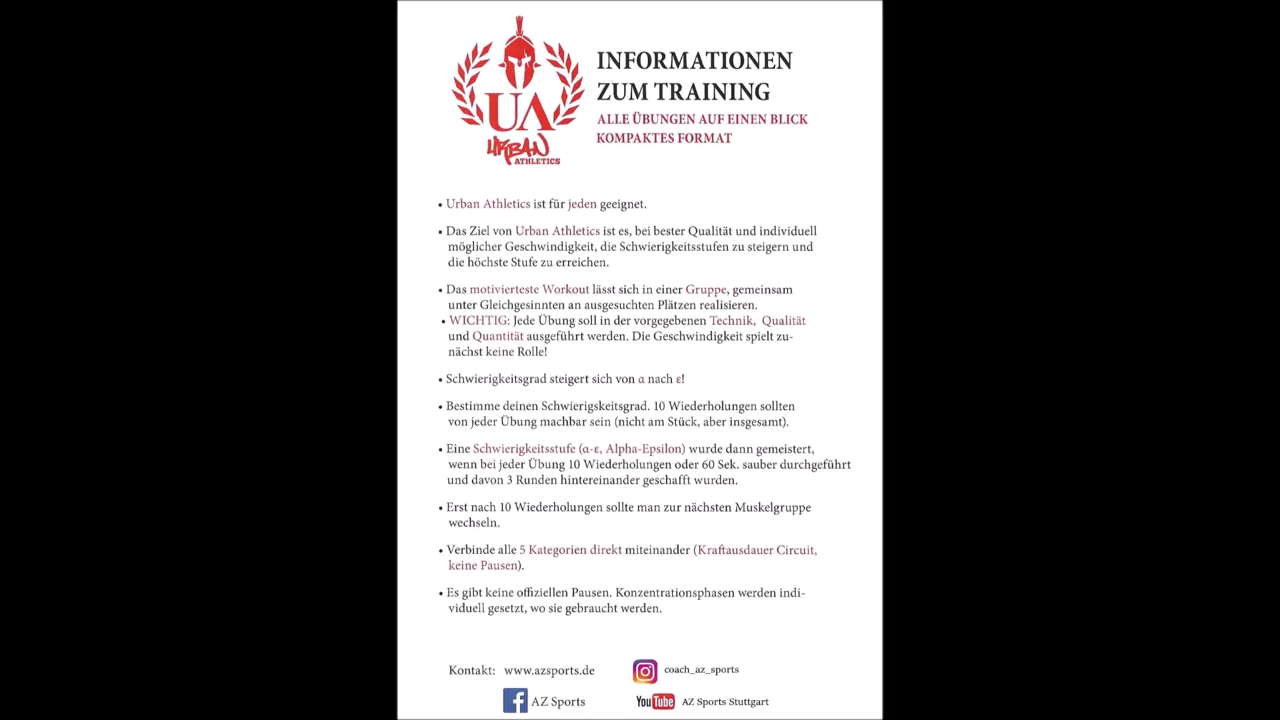 UA
URBAN
ATHLETICS
INFORMATIONEN
ZUM TRAINING
ALLE ÜBUNGEN AUF EINEN BLICK
KOMPAKTES FORMAT
• Urban Athletics ist für jeden geeignet.
• Das Ziel von Urban Athletics ist es, bei bester Qualität und individuell
möglicher Geschwindigkeit, die Schwierigkeitsstufen zu steigern und
die höchste Stufe zu erreichen.
• Das motivierteste Workout lässt sich in einer Gruppe, gemeinsam
unter Gleichgesinnten an ausgesuchten Plätzen realisieren.
• WICHTIG: Jede Übung soll in der vorgegebenen Technik, Qualität
und Quantität ausgeführt werden. Die Geschwindigkeit spielt zu-
nächst keine Rolle!
• Schwierigkeitsgrad steigert sich von α nach ε!
• Bestimme deinen Schwierigskeitsgrad. 10 Wiederholungen sollten
von jeder Übung machbar sein (nicht am Stück, aber insgesamt).
• Eine Schwierigkeitsstufe (α-ε, Alpha-Epsilon) wurde dann gemeistert,
wenn bei jeder Übung 10 Wiederholungen oder 60 Sek. sauber durchgeführt
und davon 3 Runden hintereinander geschafft wurden.
• Erst nach 10 Wiederholungen sollte man zur nächsten Muskelgruppe
wechseln.
• Verbinde alle 5 Kategorien direkt miteinander (Kraftausdauer Circuit,
keine Pausen).
• Es gibt keine offiziellen Pausen. Konzentrationsphasen werden indi-
viduell gesetzt, wo sie gebraucht werden.
Kontakt: www.azsports.de
coach_az_sports
AZ Sports
YouTube AZ Sports Stuttgart